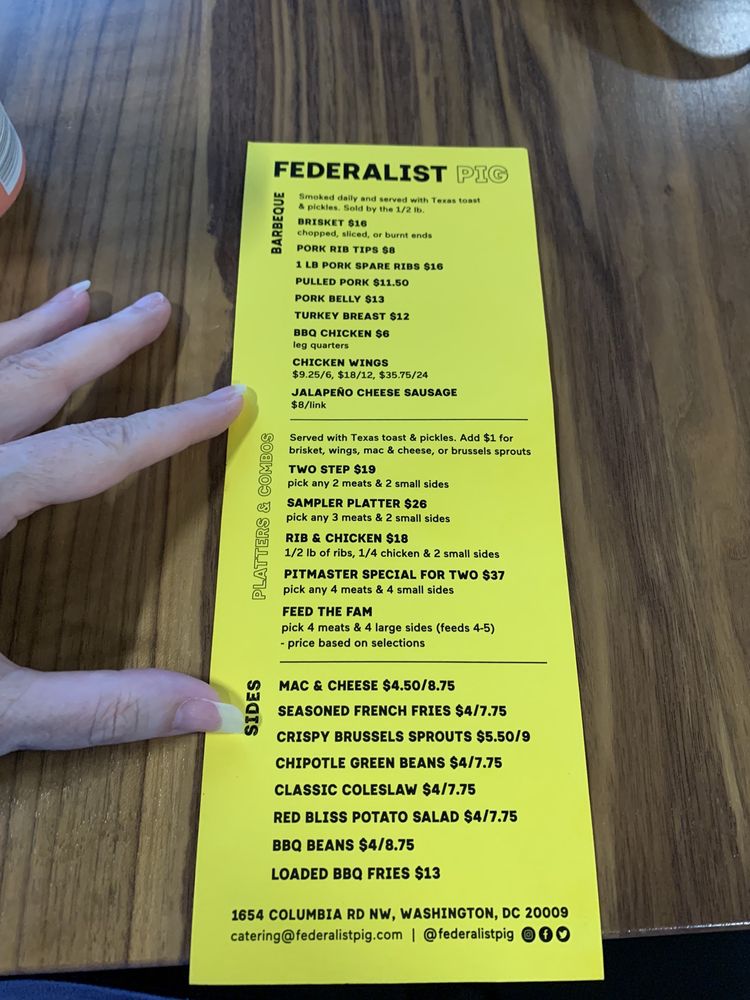 FEDERALIST PIG
BARBEQUE
Smoked daily and served with Texas toast
& pickles. Sold by the 1/2 lb.
BRISKET $16
chopped, sliced, or burnt ends
PORK RIB TIPS $8
1 LB PORK SPARE RIBS $16
PULLED PORK $11.50
PORK BELLY $13
TURKEY BREAST $12
BBQ CHICKEN $6
leg quarters
CHICKEN WINGS
$9.25/6, $18/12, $35.75/24
JALAPEÑO CHEESE SAUSAGE
$8/link
PLATTERS & COMBOS
Served with Texas toast & pickles. Add $1 for
brisket, wings, mac & cheese, or brussels sprouts
TWO STEP $19
pick any 2 meats & 2 small sides
SAMPLER PLATTER $26
pick any 3 meats & 2 small sides
RIB & CHICKEN $18
1/2 lb of ribs, 1/4 chicken & 2 small sides
PITMASTER SPECIAL FOR TWO $37
pick any 4 meats & 4 small sides
FEED THE FAM
pick 4 meats & 4 large sides (feeds 4-5)
- price based on selections
SIDES
MAC & CHEESE $4.50/8.75
SEASONED FRENCH FRIES $4/7.75
CRISPY BRUSSELS SPROUTS $5.50/9
CHIPOTLE GREEN BEANS $4/7.75
CLASSIC COLESLAW $4/7.75
RED BLISS POTATO SALAD $4/7.75
BBQ BEANS $4/8.75
LOADED BBQ FRIES $13
1654 COLUMBIA RD NW, WASHINGTON, DC 20009
catering@federalistpig.com | @federalistpig